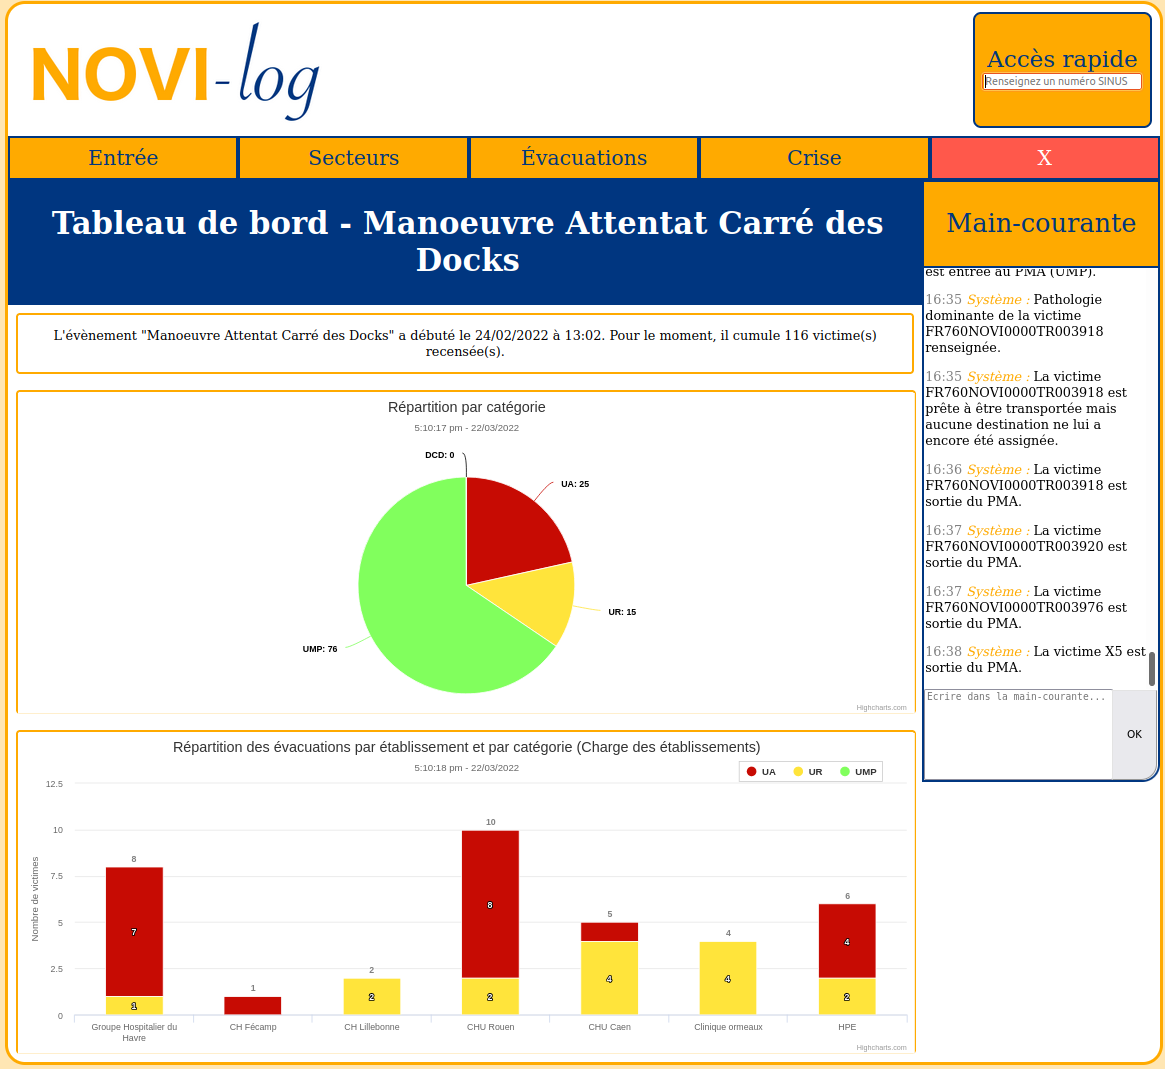 NOVI-log
Accès rapide
Renseignez un numéro SINUS
Entrée
Secteurs
Évacuations
Crise
X
Tableau de bord - Manoeuvre Attentat Carré des
Docks
L'évènement "Manoeuvre Attentat Carré des Docks" a débuté le 24/02/2022 à 13:02. Pour le moment, il cumule 116 victime(s)
recensée(s).
Répartition par catégorie
5:10:17 pm - 22/03/2022
DCD: 0
UA: 25
UR: 15
UMP: 76
Highcharts.com
Répartition des évacuations par établissement et par catégorie (Charge des établissements)
5:10:18 pm - 22/03/2022
UA
UR
UMP
Nombre de victimes
12.5
10
7.5
5
2.5
0
8
7
1
1
2
2
10
8
2
5
4
4
4
6
4
2
Groupe Hospitalier du
Havre
CH Fécamp
CH Lillebonne
CHU Rouen
CHU Caen
Clinique ormeaux
HPE
Highcharts.com
Main-courante
est entrée au PMA (UMP).
16:35 Système : Pathologie
dominante de la victime
FR760NOVI0000TR003918
renseignée.
16:35 Système : La victime
FR760NOVI0000TR003918 est
prête à être transportée mais
aucune destination ne lui a
encore été assignée.
16:36 Système : La victime
FR760NOVI0000TR003918 est
sortie du PMA.
16:37 Système : La victime
FR760NOVI0000TR003920 est
sortie du PMA.
16:37 Système : La victime
FR760NOVI0000TR003976 est
sortie du PMA.
16:38 Système : La victime X5 est
sortie du PMA.
Ecrire dans la main-courante...
OK